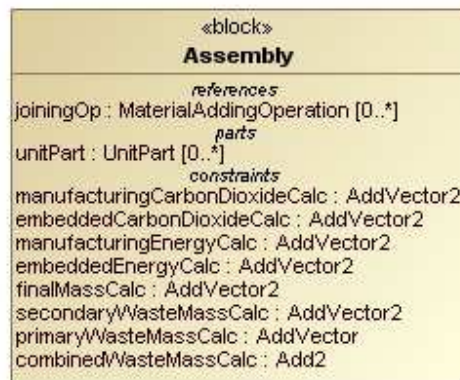 «block»
Assembly
references
joiningOp : MaterialAddingOperation [0..*]
parts
unitPart : UnitPart [0..*]
constraints
manufacturingCarbonDioxideCalc : AddVector2
embeddedCarbonDioxideCalc : AddVector2
manufacturingEnergyCalc : AddVector2
embeddedEnergyCalc : AddVector2
finalMassCalc : AddVector2
secondaryWasteMassCalc : AddVector2
primaryWasteMassCalc : AddVector
combinedWasteMassCalc : Add2